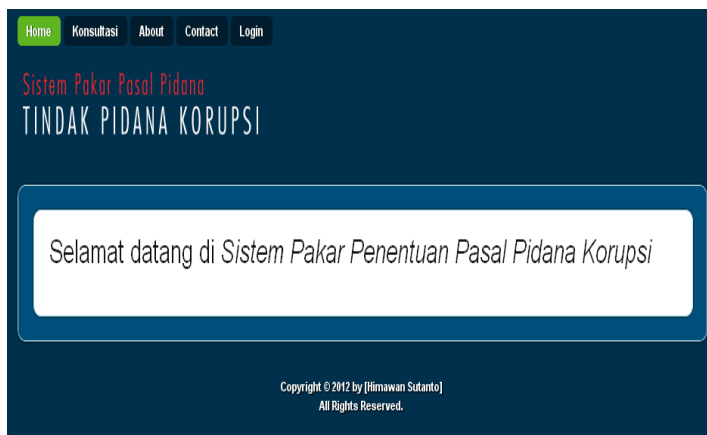 Home Konsultasi About Contact Login
Sistem Pakar Pasal Pidana
TINDAK PIDANA KORUPSI
Selamat datang di Sistem Pakar Penentuan Pasal Pidana Korupsi
Copyright © 2012 by [Himawan Sutanto]
All Rights Reserved.